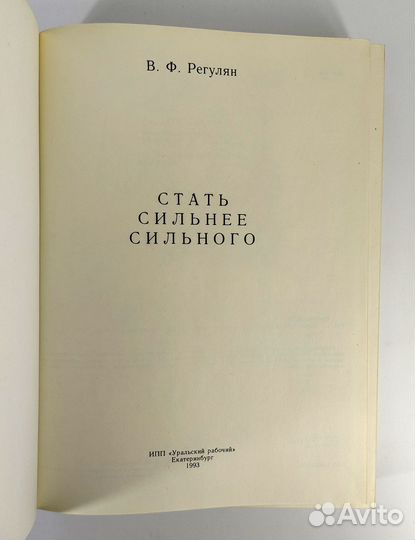 В. Ф. Регулян
СТАТЬ
СИЛЬНЕЕ
СИЛЬНОГО
ИПП «Уральский рабочий»
Екатеринбург
1993
Avito